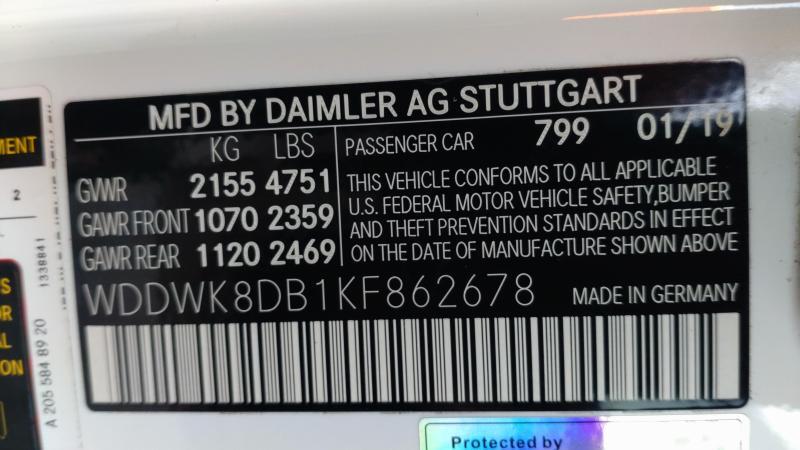 MFD BY DAIMLER AG STUTTGART
KG LBS
GVWR 2155 4751
GAWR FRONT 1070 2359
GAWR REAR 1120 2469
PASSENGER CAR 799 01/19
THIS VEHICLE CONFORMS TO ALL APPLICABLE
U.S. FEDERAL MOTOR VEHICLE SAFETY,BUMPER
AND THEFT PREVENTION STANDARDS IN EFFECT
ON THE DATE OF MANUFACTURE SHOWN ABOVE
WDDWK8DB1KF862678 MADE IN GERMANY
2
1338841
A 205 584 89 20
ON
Protected by